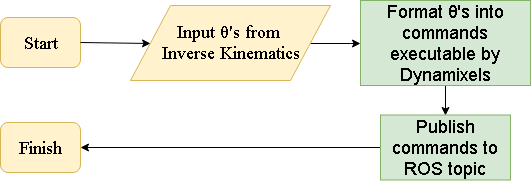 Start
Input θ's from
Inverse Kinematics
Format θ's into
commands
executable by
Dynamixels
Publish
commands to
ROS topic
Finish